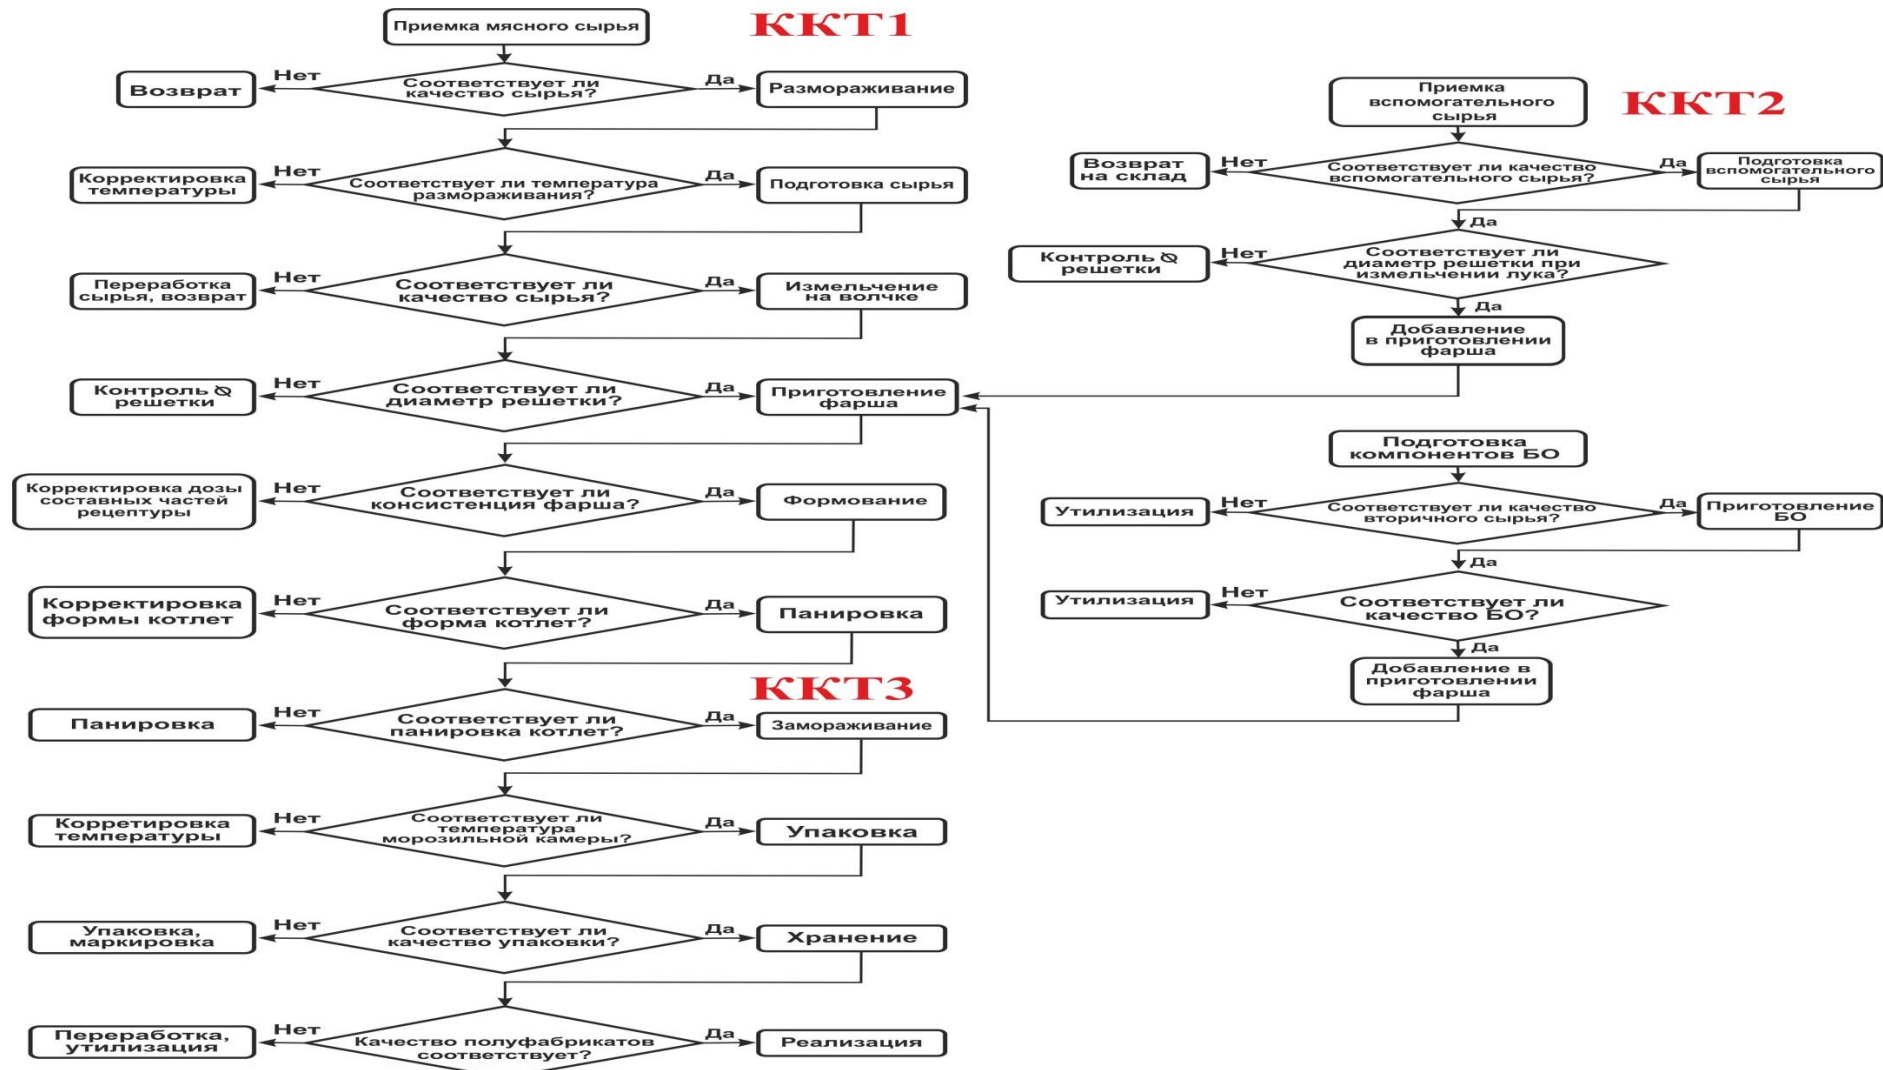 Приемка мясного сырья
ККТ1
Нет
Да
Возврат
Соответствует ли
качество сырья?
Размораживание
Нет
Да
Корректировка
температуры
Соответствует ли температура
размораживания?
Подготовка сырья
Нет
Да
Переработка
сырья, возврат
Соответствует ли
качество сырья?
Измельчение
на волчке
Нет
Да
Контроль ⌀
решетки
Соответствует ли
диаметр решетки?
Приготовление
фарша
Нет
Да
Корректировка дозы
составных частей
рецептуры
Соответствует ли
консистенция фарша?
Формование
Нет
Да
Корректировка
формы котлет
Соответствует ли
форма котлет?
Панировка
ККТ3
Нет
Да
Панировка
Соответствует ли
панировка котлет?
Замораживание
Нет
Да
Корретировка
температуры
Соответствует ли
температура
морозильной камеры?
Упаковка
Нет
Да
Упаковка,
маркировка
Соответствует ли
качество упаковки?
Хранение
Нет
Да
Переработка,
утилизация
Качество полуфабрикатов
соответствует?
Реализация
Приемка
вспомогательного
сырья
ККТ2
Нет
Да
Возврат
на склад
Соответствует ли качество
вспомогательного сырья?
Подготовка
вспомогательного
сырья
Да
Нет
Контроль ⌀
решетки
Соответствует ли
диаметр решетки при
измельчении лука?
Да
Добавление
в приготовлении
фарша
Подготовка
компонентов БО
Нет
Да
Утилизация
Соответствует ли качество
вторичного сырья?
Приготовление
БО
Да
Нет
Утилизация
Соответствует ли
качество БО?
Да
Добавление в
приготовлении
фарша